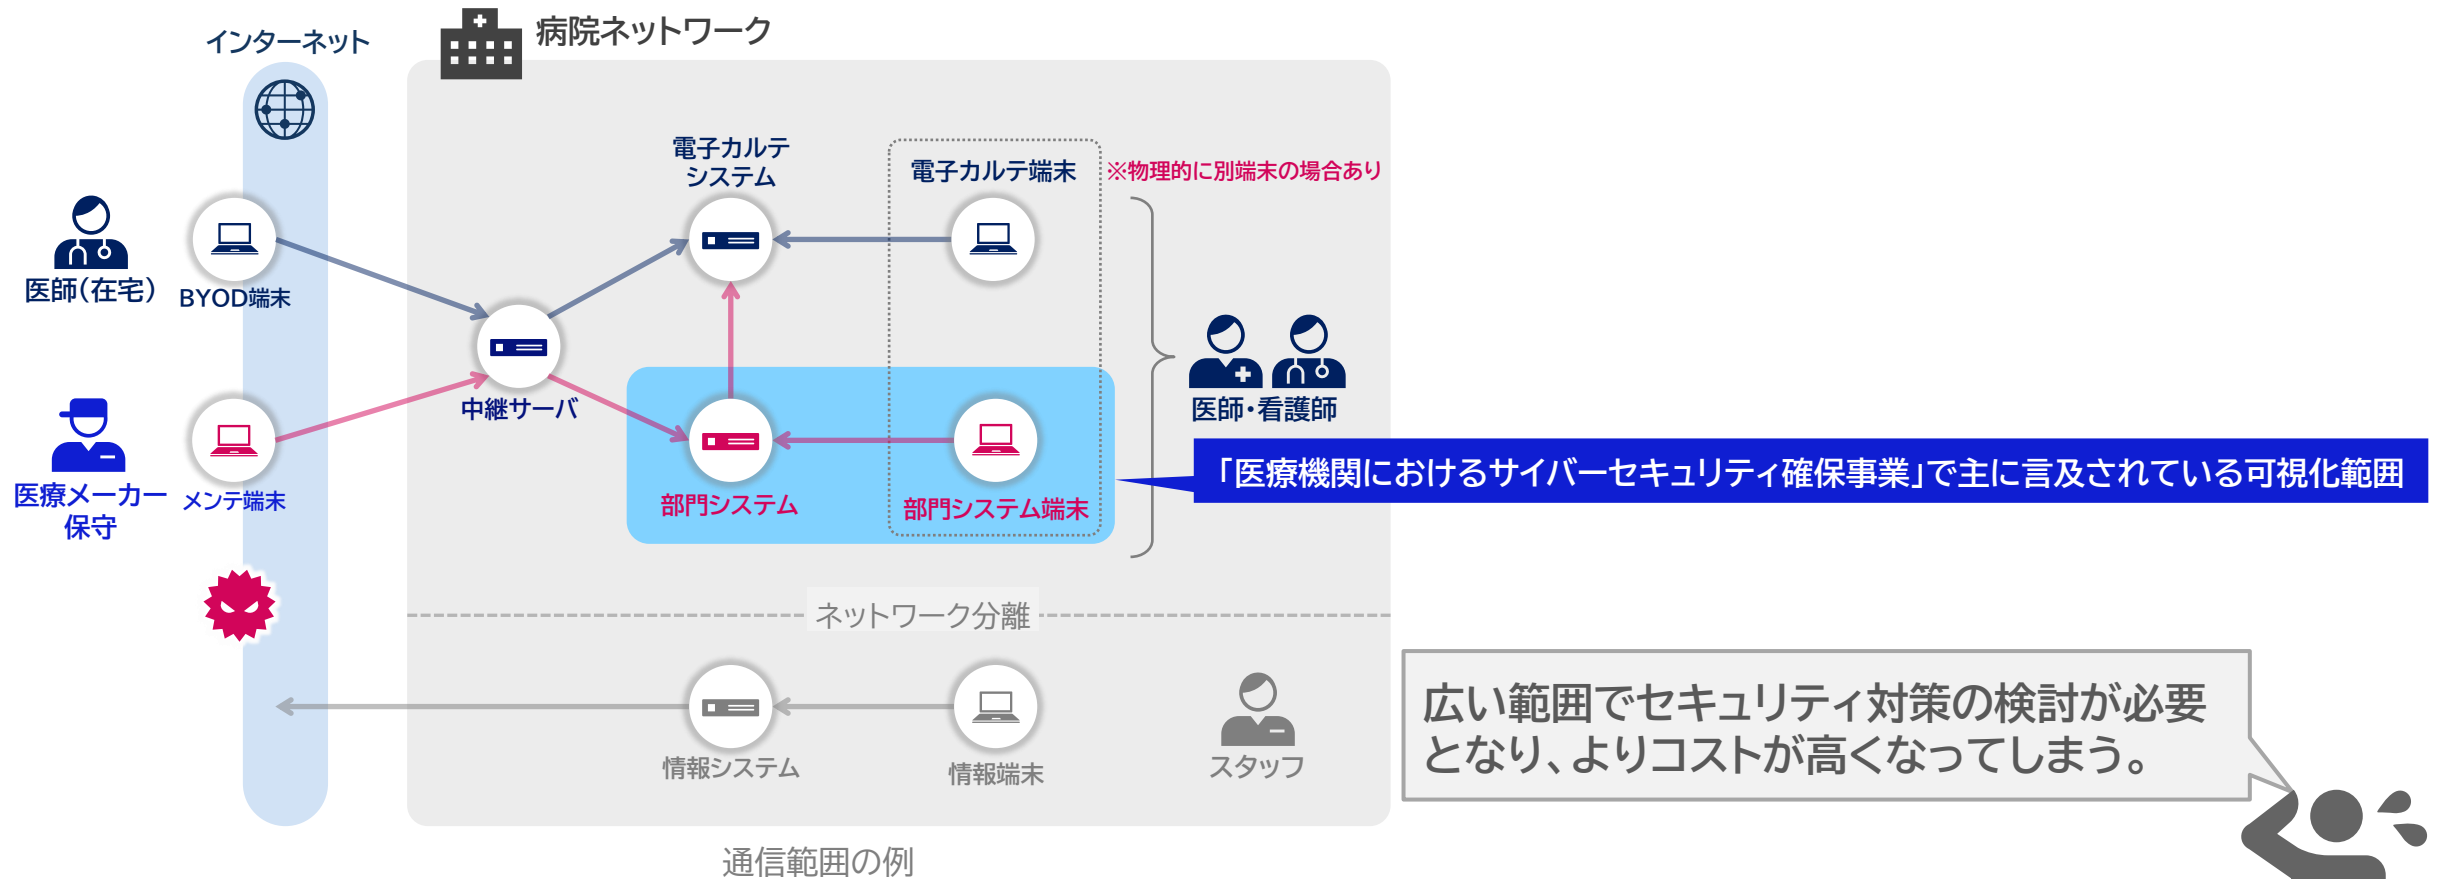 インターネット
病院ネットワーク
電子カルテ
システム
電子カルテ端末
※物理的に別端末の場合あり
医師(在宅)
BYOD端末
中継サーバ
医師・看護師
医療メーカー
保守
メンテ端末
部門システム
部門システム端末
「医療機関におけるサイバーセキュリティ確保事業」で主に言及されている可視化範囲
ネットワーク分離
情報システム
情報端末
スタッフ
広い範囲でセキュリティ対策の検討が必要
となり、よりコストが高くなってしまう。
通信範囲の例